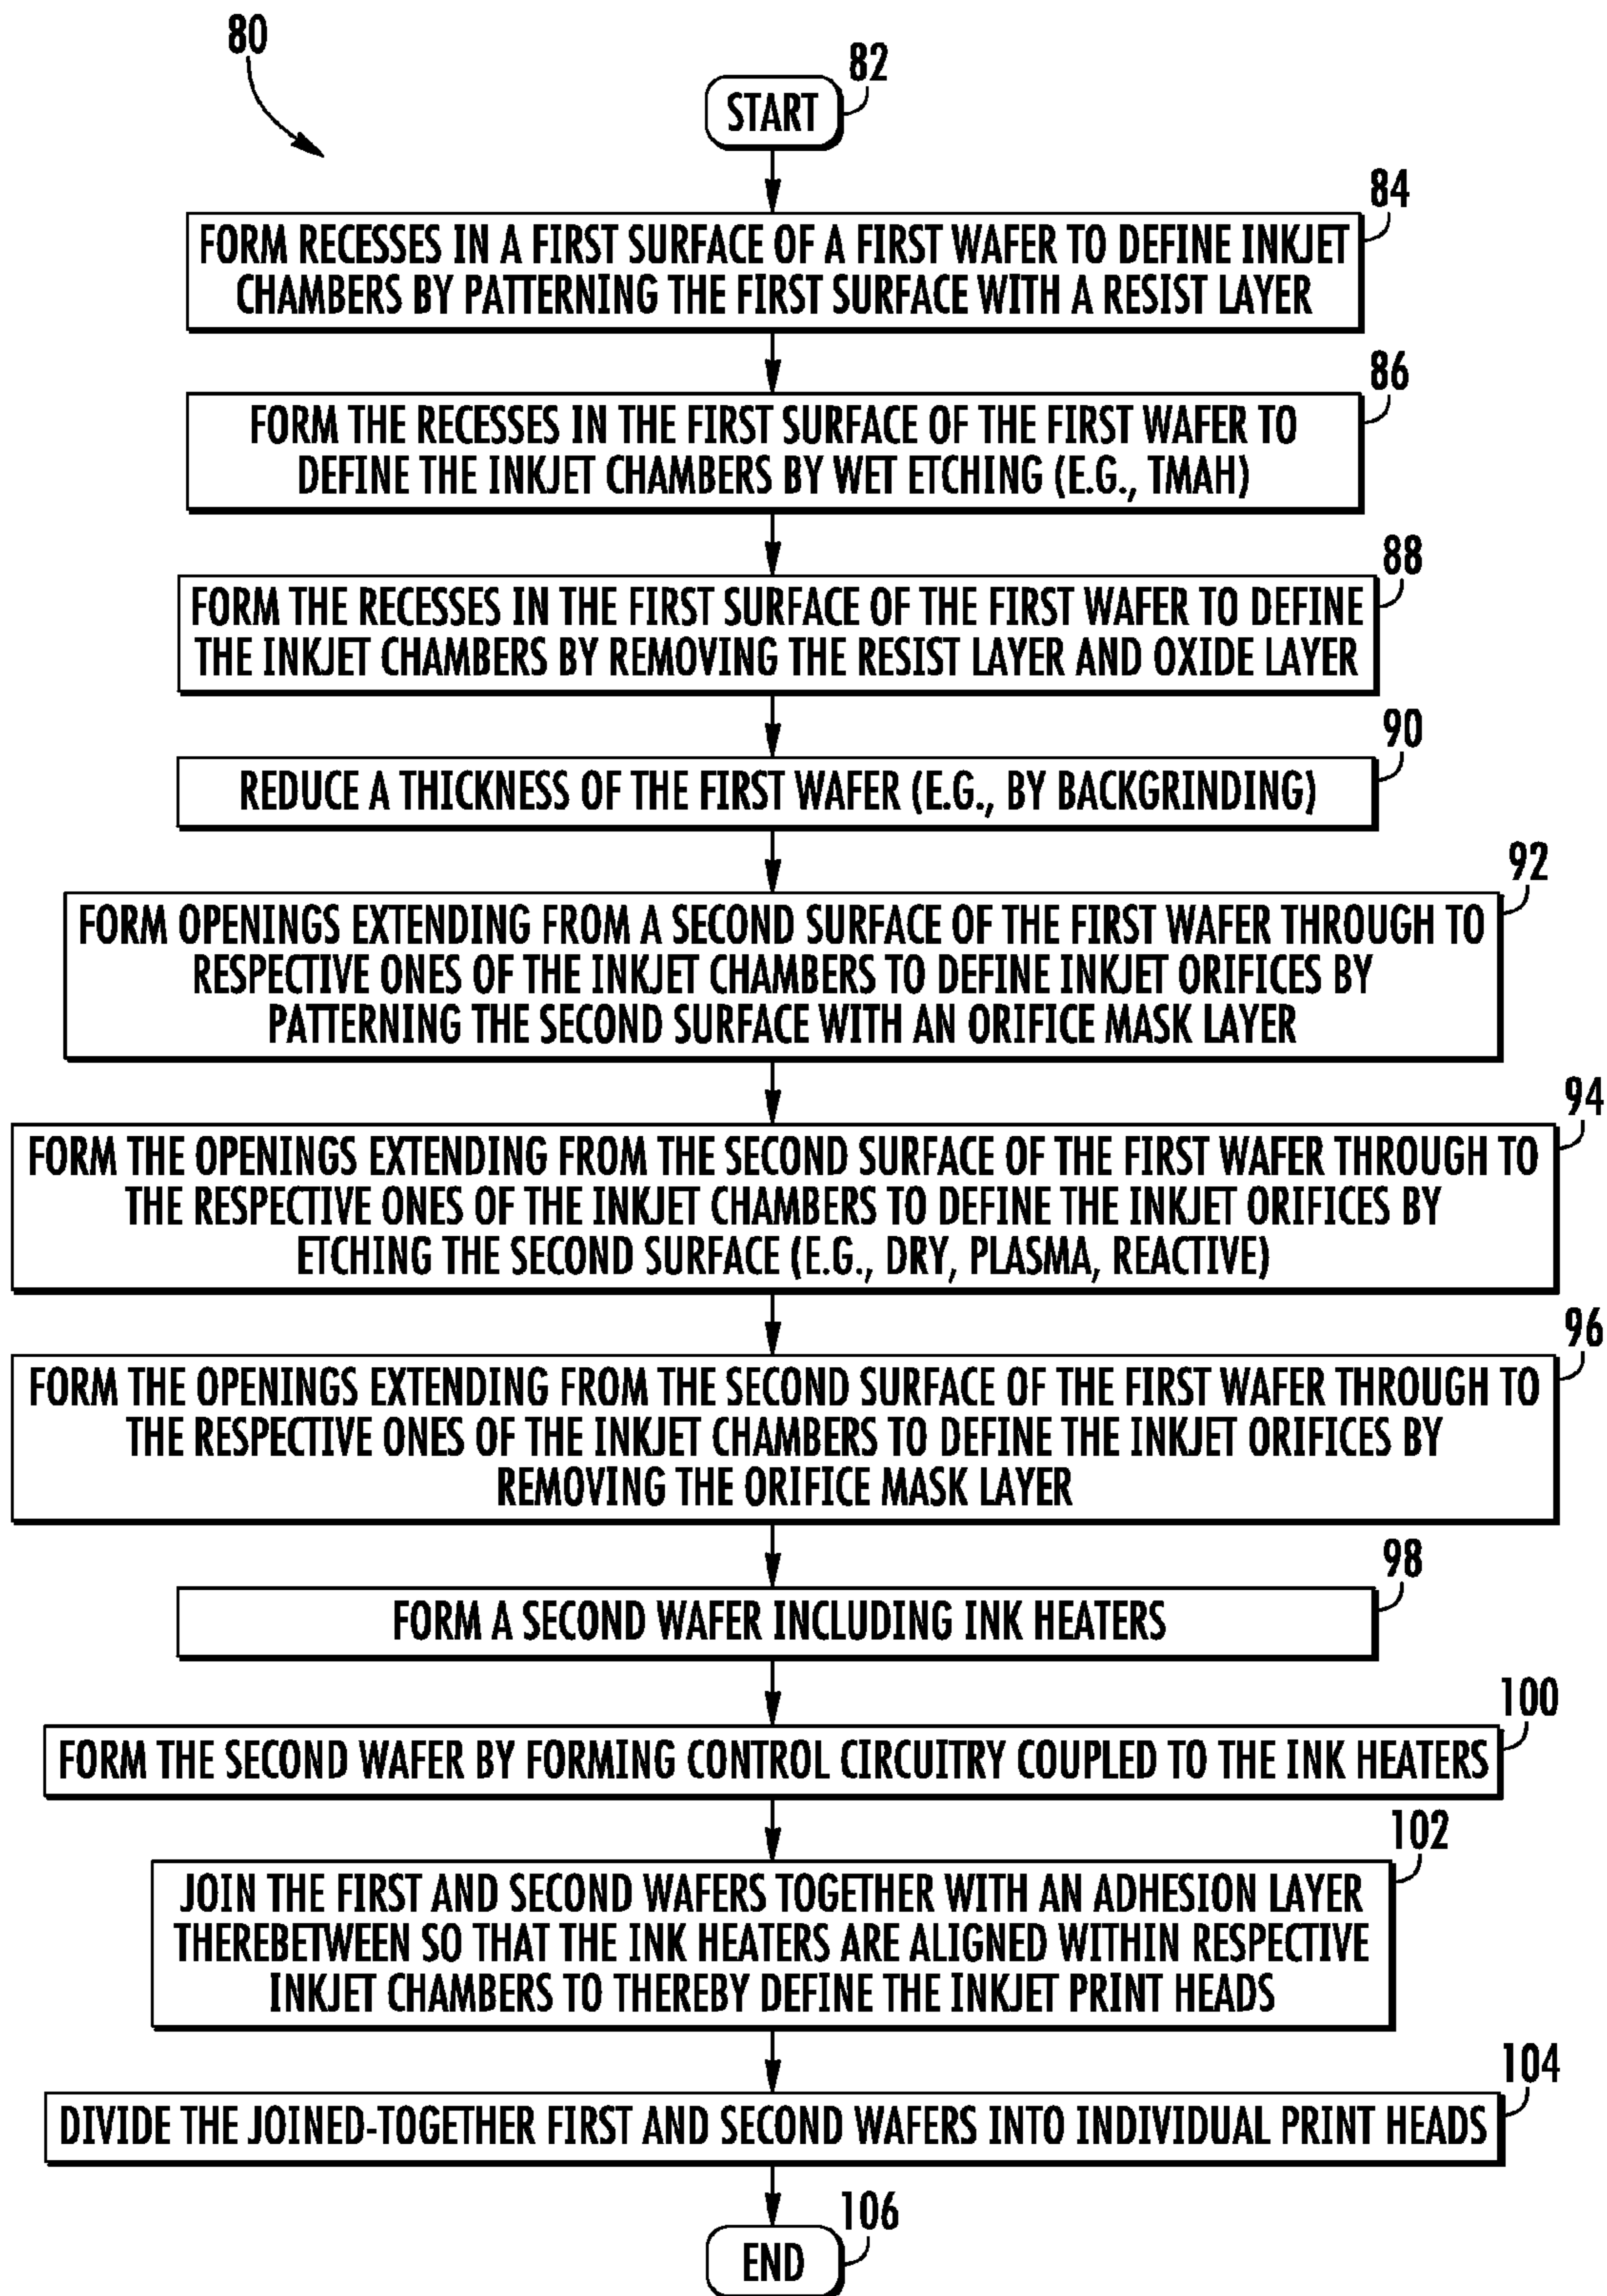 80
82
START
84
FORM RECESSES IN A FIRST SURFACE OF A FIRST WAFER TO DEFINE INKJET
CHAMBERS BY PATTERNING THE FIRST SURFACE WITH A RESIST LAYER
86
FORM THE RECESSES IN THE FIRST SURFACE OF THE FIRST WAFER TO
DEFINE THE INKJET CHAMBERS BY WET ETCHING (E.G., TMAH)
88
FORM THE RECESSES IN THE FIRST SURFACE OF THE FIRST WAFER TO DEFINE
THE INKJET CHAMBERS BY REMOVING THE RESIST LAYER AND OXIDE LAYER
90
REDUCE A THICKNESS OF THE FIRST WAFER (E.G., BY BACKGRINDING)
92
FORM OPENINGS EXTENDING FROM A SECOND SURFACE OF THE FIRST WAFER THROUGH TO
RESPECTIVE ONES OF THE INKJET CHAMBERS TO DEFINE INKJET ORIFICES BY
PATTERNING THE SECOND SURFACE WITH AN ORIFICE MASK LAYER
94
FORM THE OPENINGS EXTENDING FROM THE SECOND SURFACE OF THE FIRST WAFER THROUGH TO
THE RESPECTIVE ONES OF THE INKJET CHAMBERS TO DEFINE THE INKJET ORIFICES BY
ETCHING THE SECOND SURFACE (E.G., DRY, PLASMA, REACTIVE)
96
FORM THE OPENINGS EXTENDING FROM THE SECOND SURFACE OF THE FIRST WAFER THROUGH TO
THE RESPECTIVE ONES OF THE INKJET CHAMBERS TO DEFINE THE INKJET ORIFICES BY
REMOVING THE ORIFICE MASK LAYER
98
FORM A SECOND WAFER INCLUDING INK HEATERS
100
FORM THE SECOND WAFER BY FORMING CONTROL CIRCUITRY COUPLED TO THE INK HEATERS
102
JOIN THE FIRST AND SECOND WAFERS TOGETHER WITH AN ADHESION LAYER
THEREBETWEEN SO THAT THE INK HEATERS ARE ALIGNED WITHIN RESPECTIVE
INKJET CHAMBERS TO THEREBY DEFINE THE INKJET PRINT HEADS
104
DIVIDE THE JOINED-TOGETHER FIRST AND SECOND WAFERS INTO INDIVIDUAL PRINT HEADS
106
END